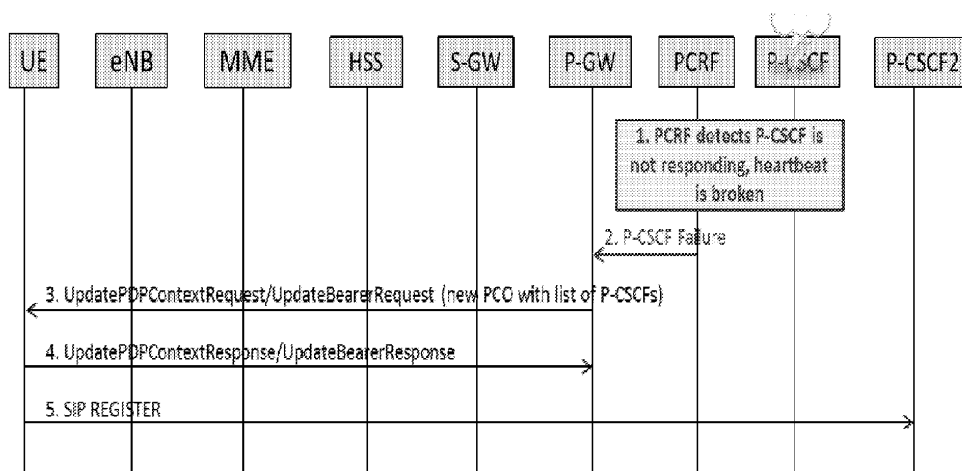 UE eNB MME HSS S-GW P-GW PCRF P-CSCF P-CSCF2
1. PCRF detects P-CSCF is
not responding, heartbeat
is broken
2. P-CSCF Failure
3. UpdatePDPContextRequest/UpdateBearerRequest (new PCO with list of P-CSCFs)
4. UpdatePDPContextResponse/UpdateBearerResponse
5. SIP REGISTER